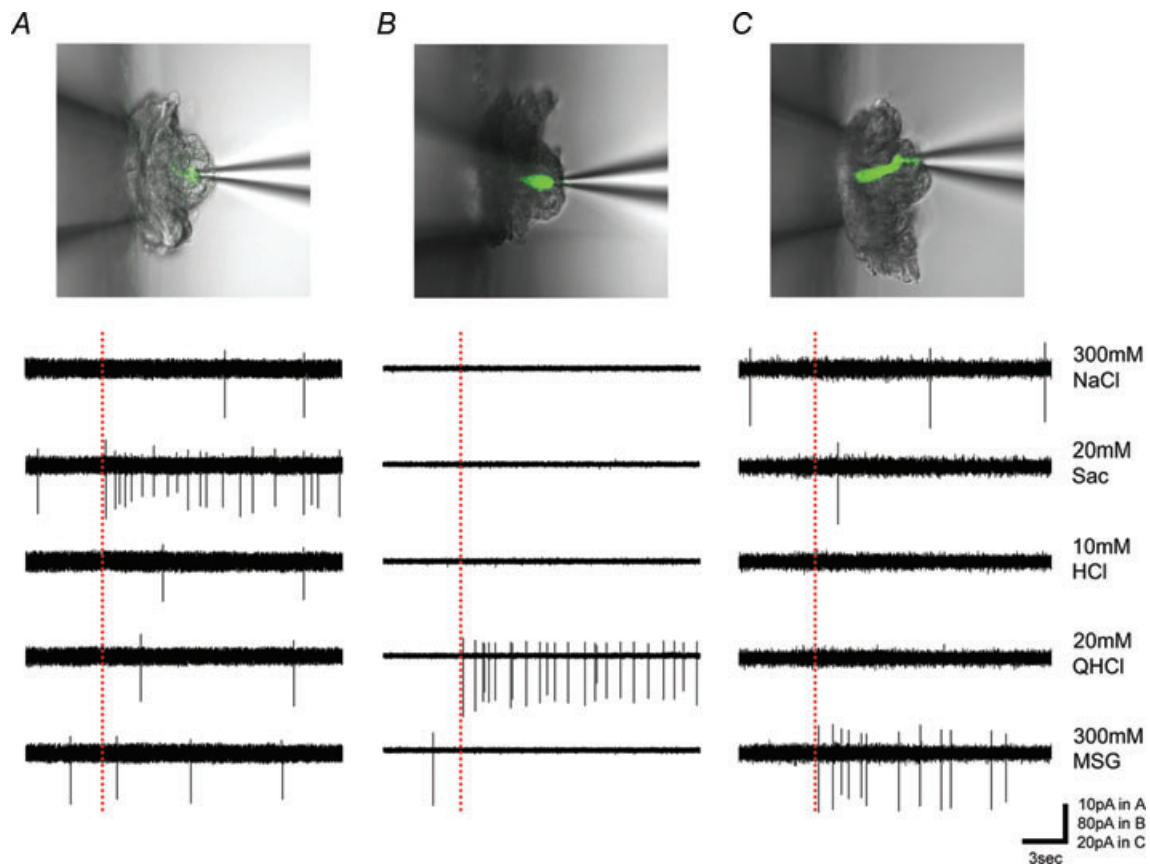 A
B
C
300mM
NaCl
20mM
Sac
10mM
HCl
20mM
QHCl
300mM
MSG
10pA in A
80pA in B
20pA in C
3sec